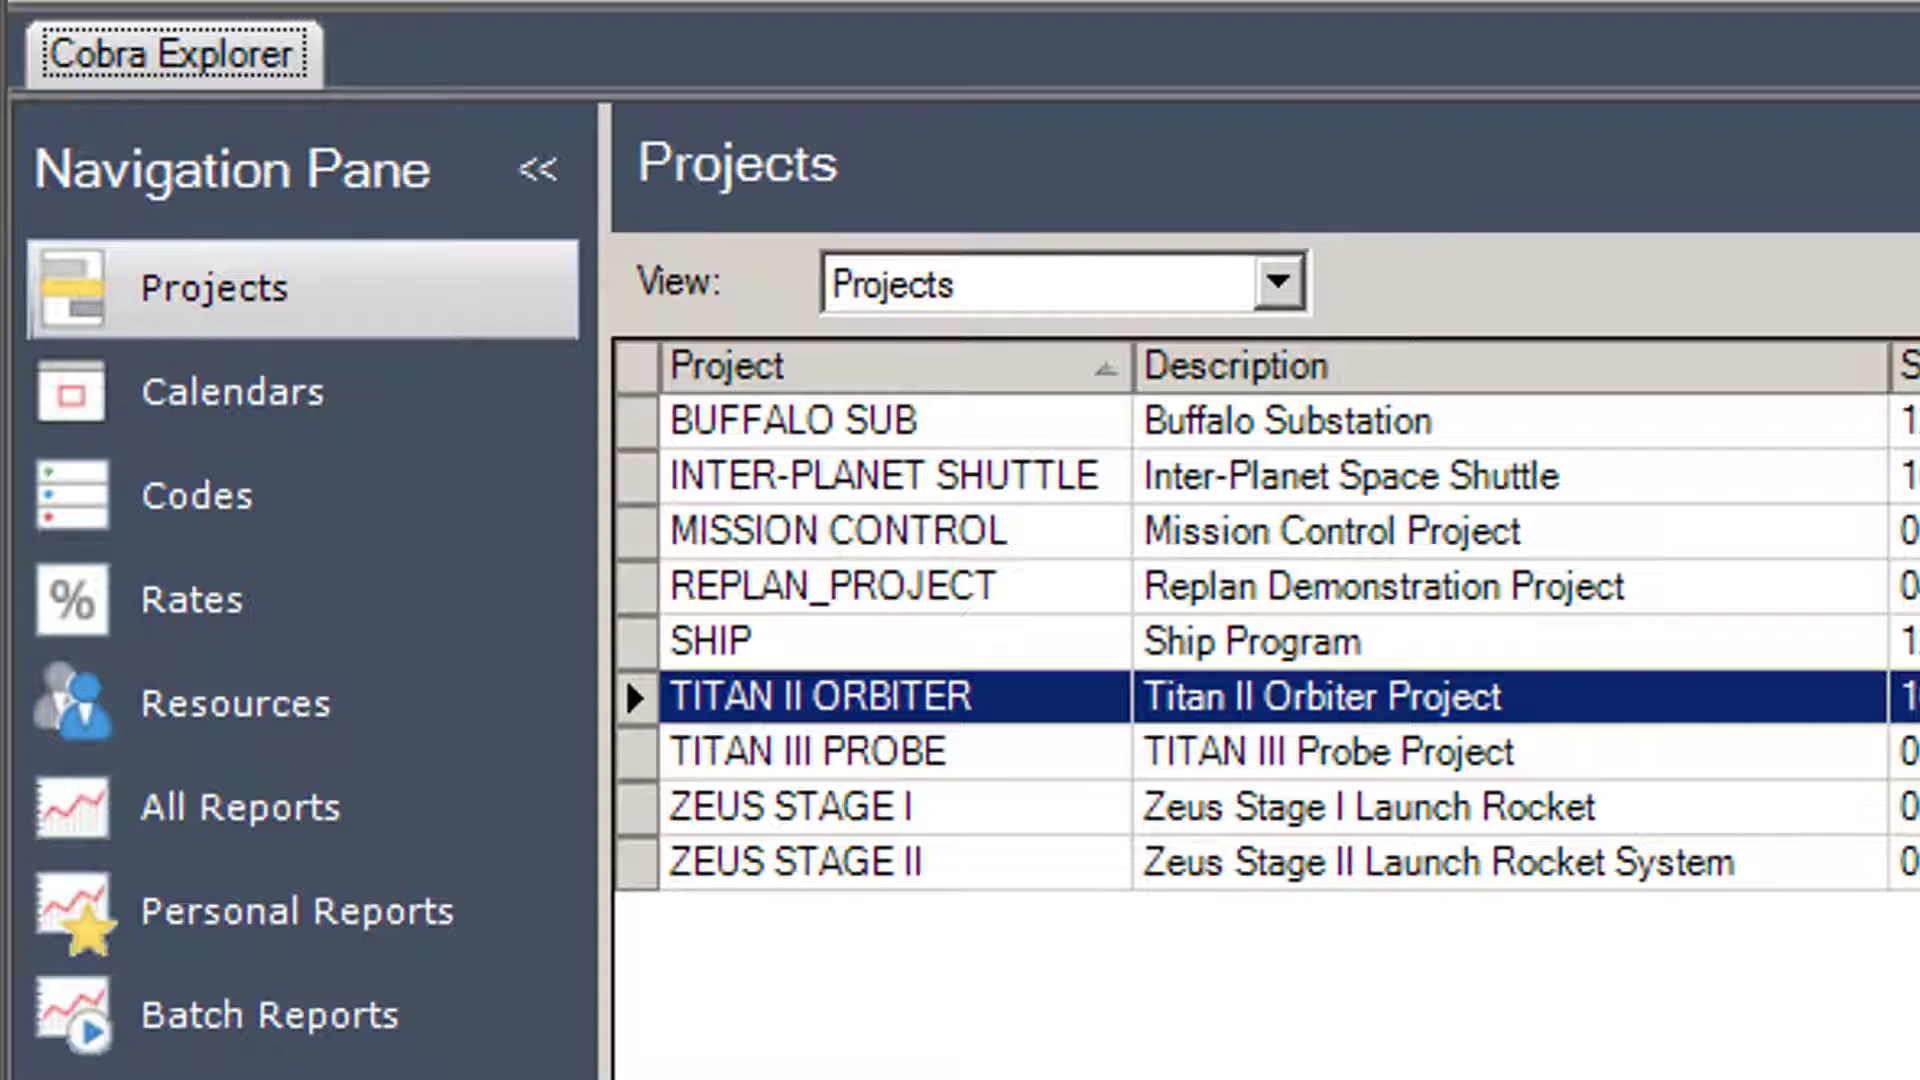 Cobra Explorer
Navigation Pane <<
Projects
Calendars
Codes
% Rates
Resources
All Reports
Personal Reports
Batch Reports
Projects
View: Projects
Project Description
BUFFALO SUB Buffalo Substation
INTER-PLANET SHUTTLE Inter-Planet Space Shuttle
MISSION CONTROL Mission Control Project
REPLAN_PROJECT Replan Demonstration Project
SHIP Ship Program
TITAN II ORBITER Titan II Orbiter Project
TITAN III PROBE TITAN III Probe Project
ZEUS STAGE I Zeus Stage I Launch Rocket
ZEUS STAGE II Zeus Stage II Launch Rocket System